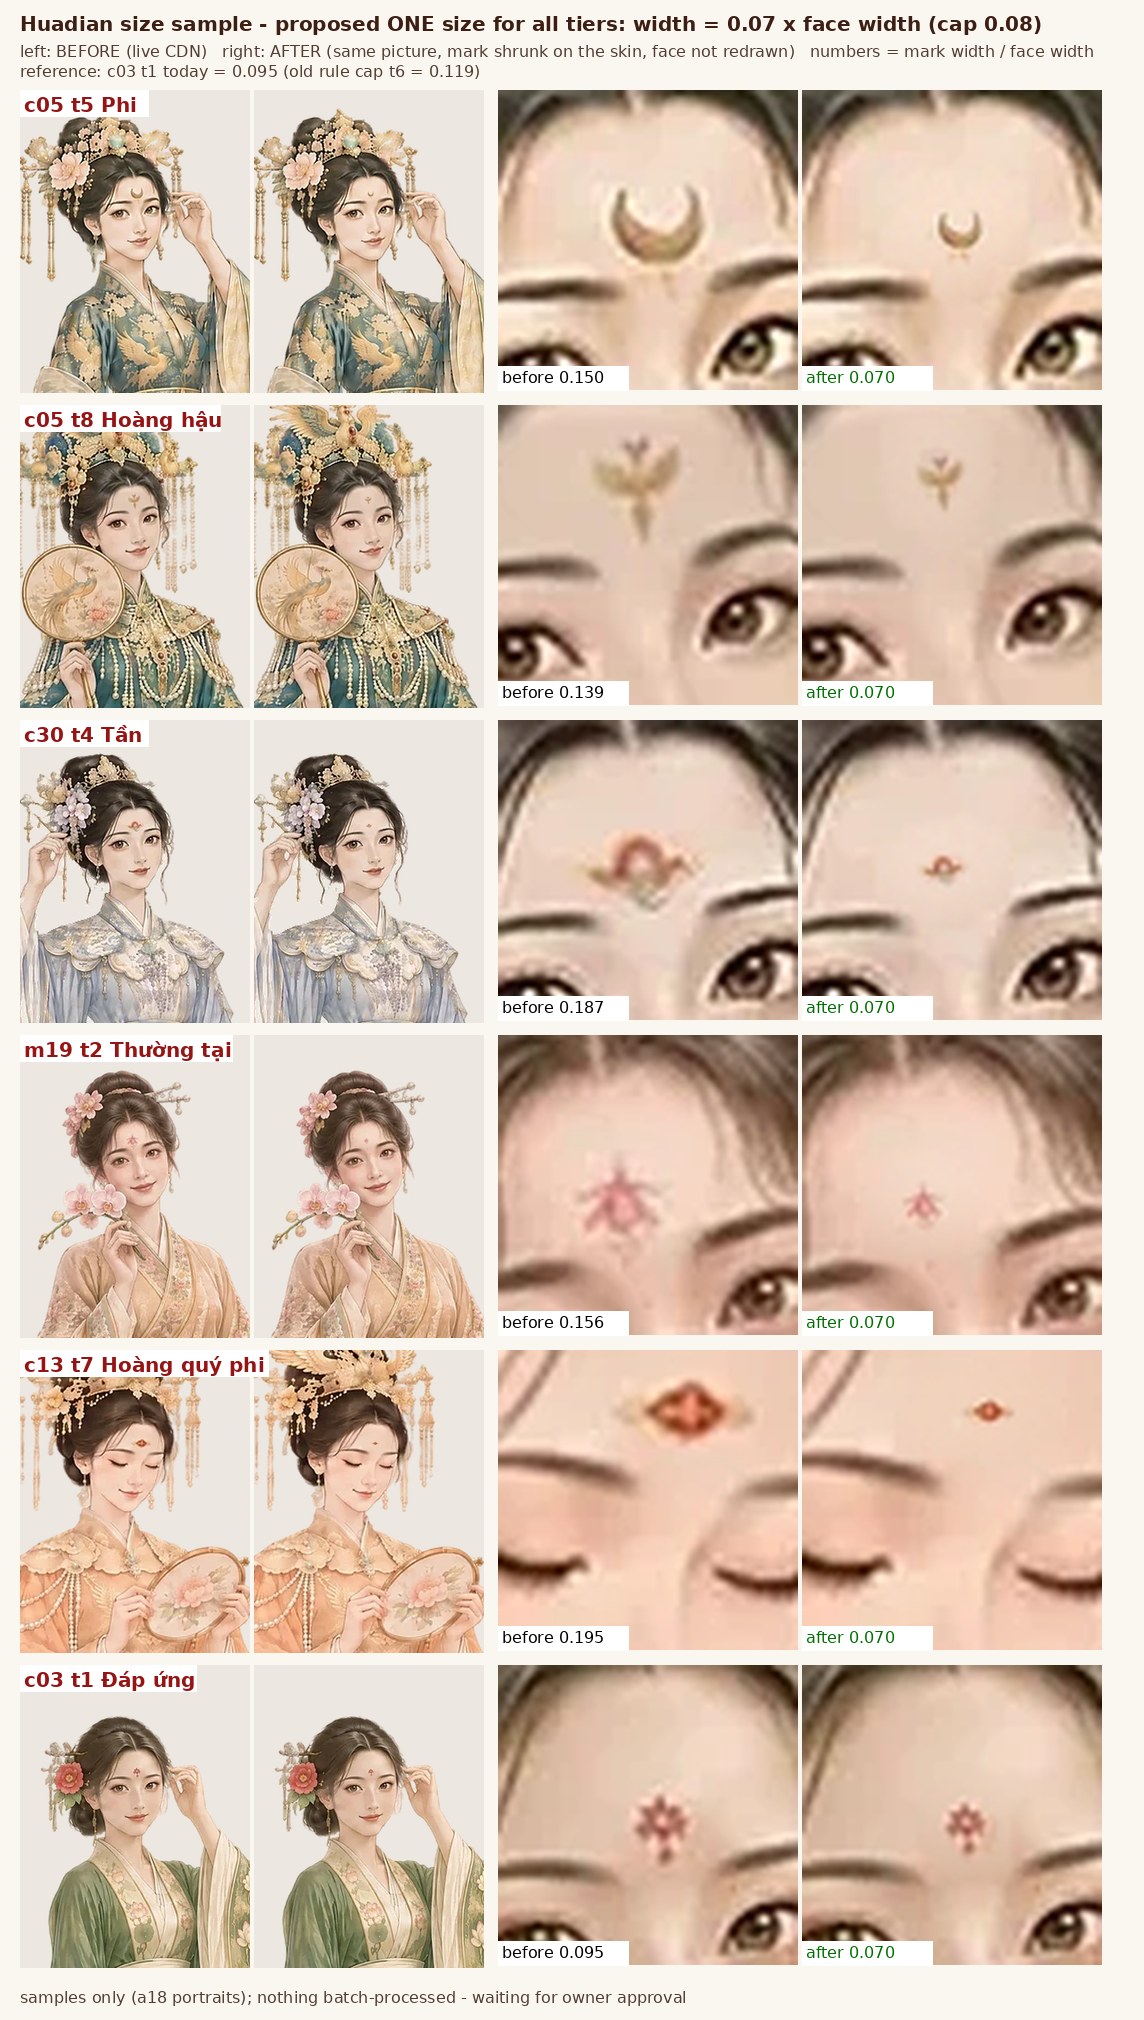 Huadian size sample - proposed ONE size for all tiers: width = 0.07 x face width (cap 0.08)
left: BEFORE (live CDN)   right: AFTER (same picture, mark shrunk on the skin, face not redrawn)   numbers = mark width / face width
reference: c03 t1 today = 0.095 (old rule cap t6 = 0.119)
c05 t5 Phi
before 0.150
after 0.070
c05 t8 Hoàng hậu
before 0.139
after 0.070
c30 t4 Tần
before 0.187
after 0.070
m19 t2 Thường tại
before 0.156
after 0.070
c13 t7 Hoàng quý phi
before 0.195
after 0.070
c03 t1 Đáp ứng
before 0.095
after 0.070
samples only (a18 portraits); nothing batch-processed - waiting for owner approval